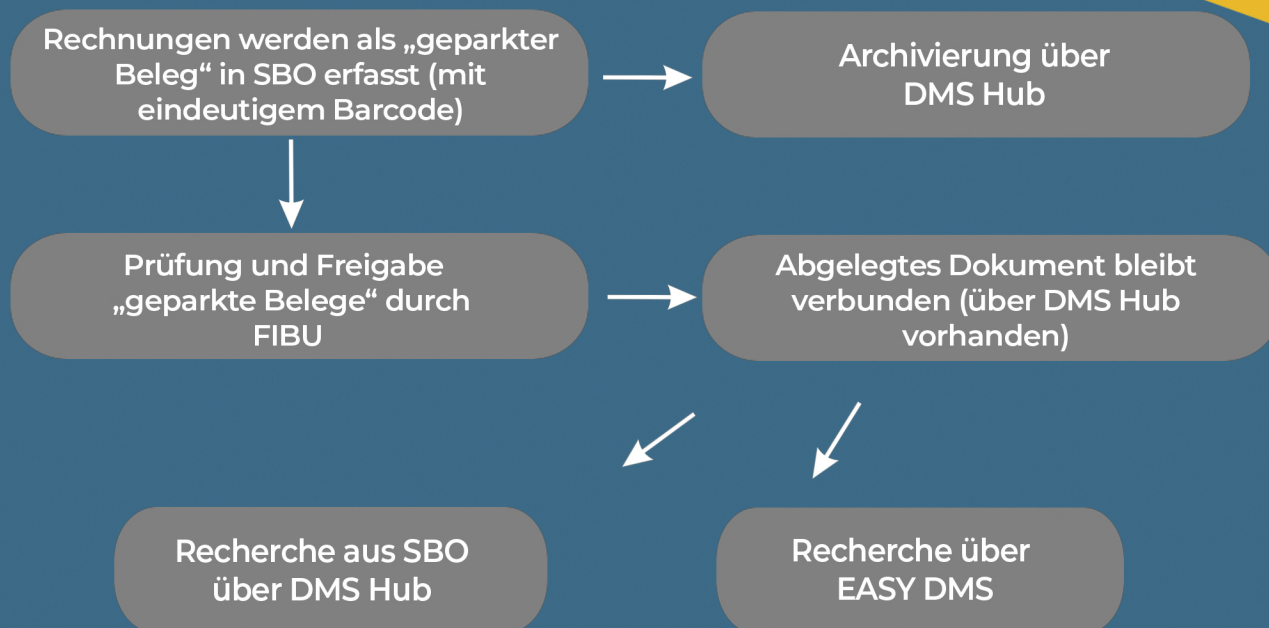 Rechnungen werden als „geparkter
Beleg“ in SBO erfasst (mit
eindeutigem Barcode)
Archivierung über
DMS Hub
Prüfung und Freigabe
„geparkte Belege“ durch
FIBU
Abgelegtes Dokument bleibt
verbunden (über DMS Hub
vorhanden)
Recherche aus SBO
über DMS Hub
Recherche über
EASY DMS